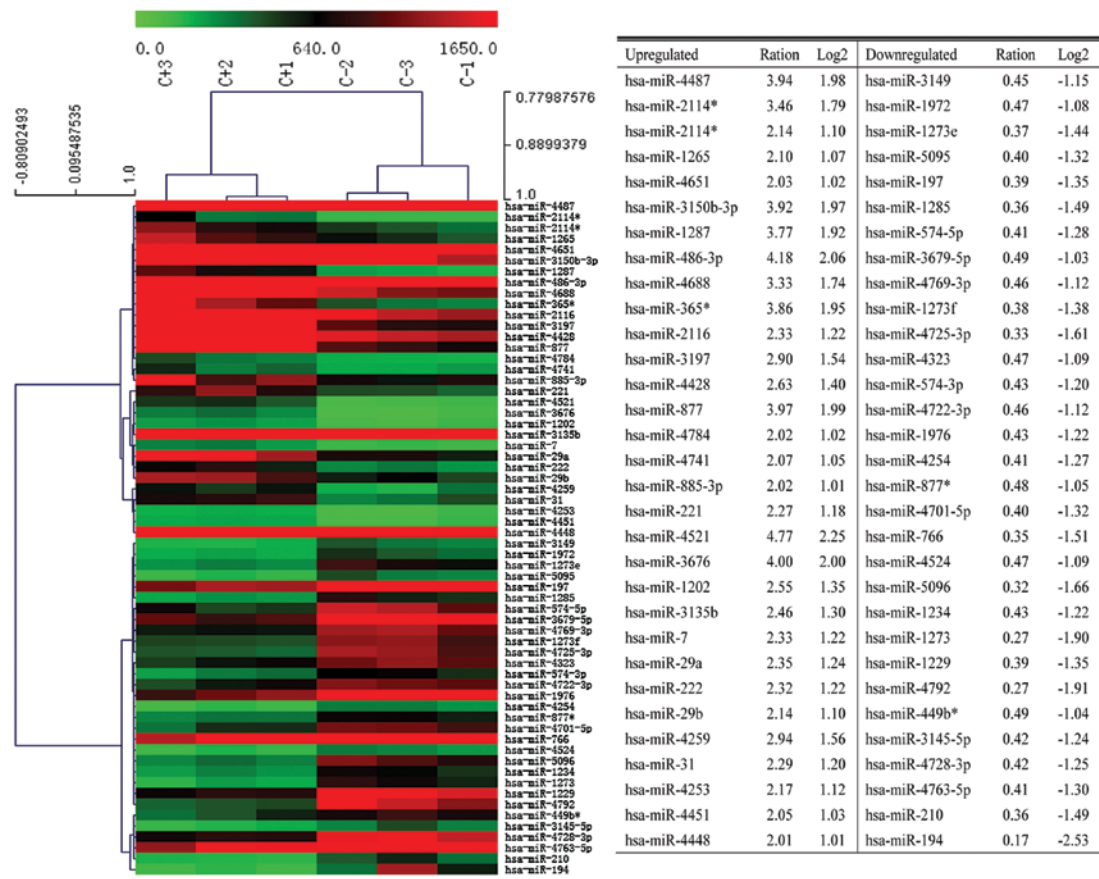 0.0 640.0 1650.0
C+3 C+2 C+1 C-2 C-3 C-1
0.77987576
0.8899379
1.0
-0.80902493 0.095487535 1.0
hsa-miR-4487
hsa-miR-2114*
hsa-miR-2114*
hsa-miR-1265
hsa-miR-4651
hsa-miR-3150b-3p
hsa-miR-1287
hsa-miR-486-3p
hsa-miR-4688
hsa-miR-365*
hsa-miR-2116
hsa-miR-3197
hsa-miR-4428
hsa-miR-877
hsa-miR-4784
hsa-miR-4741
hsa-miR-885-3p
hsa-miR-221
hsa-miR-4521
hsa-miR-3676
hsa-miR-1202
hsa-miR-3135b
hsa-miR-7
hsa-miR-29a
hsa-miR-222
hsa-miR-29b
hsa-miR-4259
hsa-miR-31
hsa-miR-4253
hsa-miR-4451
hsa-miR-4448
hsa-miR-3149
hsa-miR-1972
hsa-miR-1273e
hsa-miR-5095
hsa-miR-197
hsa-miR-1285
hsa-miR-574-5p
hsa-miR-3679-5p
hsa-miR-4769-3p
hsa-miR-1273f
hsa-miR-4725-3p
hsa-miR-4323
hsa-miR-574-3p
hsa-miR-4722-3p
hsa-miR-1976
hsa-miR-4254
hsa-miR-877*
hsa-miR-4701-5p
hsa-miR-766
hsa-miR-4524
hsa-miR-5096
hsa-miR-1234
hsa-miR-1273
hsa-miR-1229
hsa-miR-4792
hsa-miR-449b*
hsa-miR-3145-5p
hsa-miR-4728-3p
hsa-miR-4763-5p
hsa-miR-210
hsa-miR-194
Upregulated Ration Log2 Downregulated Ration Log2
hsa-miR-4487 3.94 1.98 hsa-miR-3149 0.45 -1.15
hsa-miR-2114* 3.46 1.79 hsa-miR-1972 0.47 -1.08
hsa-miR-2114* 2.14 1.10 hsa-miR-1273e 0.37 -1.44
hsa-miR-1265 2.10 1.07 hsa-miR-5095 0.40 -1.32
hsa-miR-4651 2.03 1.02 hsa-miR-197 0.39 -1.35
hsa-miR-3150b-3p 3.92 1.97 hsa-miR-1285 0.36 -1.49
hsa-miR-1287 3.77 1.92 hsa-miR-574-5p 0.41 -1.28
hsa-miR-486-3p 4.18 2.06 hsa-miR-3679-5p 0.49 -1.03
hsa-miR-4688 3.33 1.74 hsa-miR-4769-3p 0.46 -1.12
hsa-miR-365* 3.86 1.95 hsa-miR-1273f 0.38 -1.38
hsa-miR-2116 2.33 1.22 hsa-miR-4725-3p 0.33 -1.61
hsa-miR-3197 2.90 1.54 hsa-miR-4323 0.47 -1.09
hsa-miR-4428 2.63 1.40 hsa-miR-574-3p 0.43 -1.20
hsa-miR-877 3.97 1.99 hsa-miR-4722-3p 0.46 -1.12
hsa-miR-4784 2.02 1.02 hsa-miR-1976 0.43 -1.22
hsa-miR-4741 2.07 1.05 hsa-miR-4254 0.41 -1.27
hsa-miR-885-3p 2.02 1.01 hsa-miR-877* 0.48 -1.05
hsa-miR-221 2.27 1.18 hsa-miR-4701-5p 0.40 -1.32
hsa-miR-4521 4.77 2.25 hsa-miR-766 0.35 -1.51
hsa-miR-3676 4.00 2.00 hsa-miR-4524 0.47 -1.09
hsa-miR-1202 2.55 1.35 hsa-miR-5096 0.32 -1.66
hsa-miR-3135b 2.46 1.30 hsa-miR-1234 0.43 -1.22
hsa-miR-7 2.33 1.22 hsa-miR-1273 0.27 -1.90
hsa-miR-29a 2.35 1.24 hsa-miR-1229 0.39 -1.35
hsa-miR-222 2.32 1.22 hsa-miR-4792 0.27 -1.91
hsa-miR-29b 2.14 1.10 hsa-miR-449b* 0.49 -1.04
hsa-miR-4259 2.94 1.56 hsa-miR-3145-5p 0.42 -1.24
hsa-miR-31 2.29 1.20 hsa-miR-4728-3p 0.42 -1.25
hsa-miR-4253 2.17 1.12 hsa-miR-4763-5p 0.41 -1.30
hsa-miR-4451 2.05 1.03 hsa-miR-210 0.36 -1.49
hsa-miR-4448 2.01 1.01 hsa-miR-194 0.17 -2.53